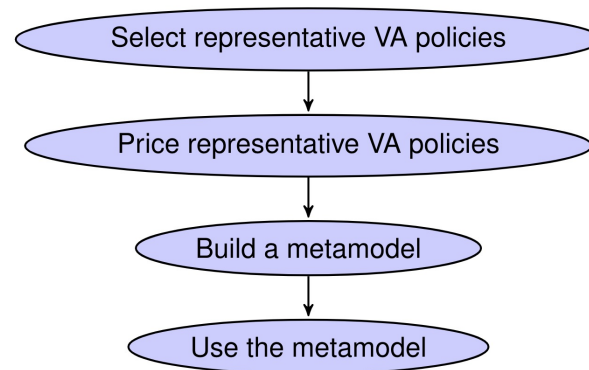 Select representative VA policies
Price representative VA policies
Build a metamodel
Use the metamodel